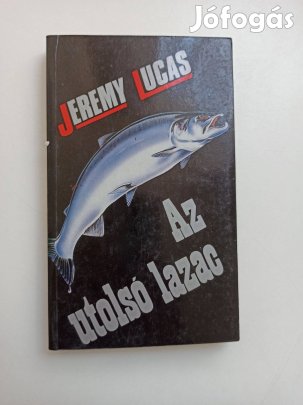 Jófogás
JEREMY LUCAS
Az
utolsó lazac